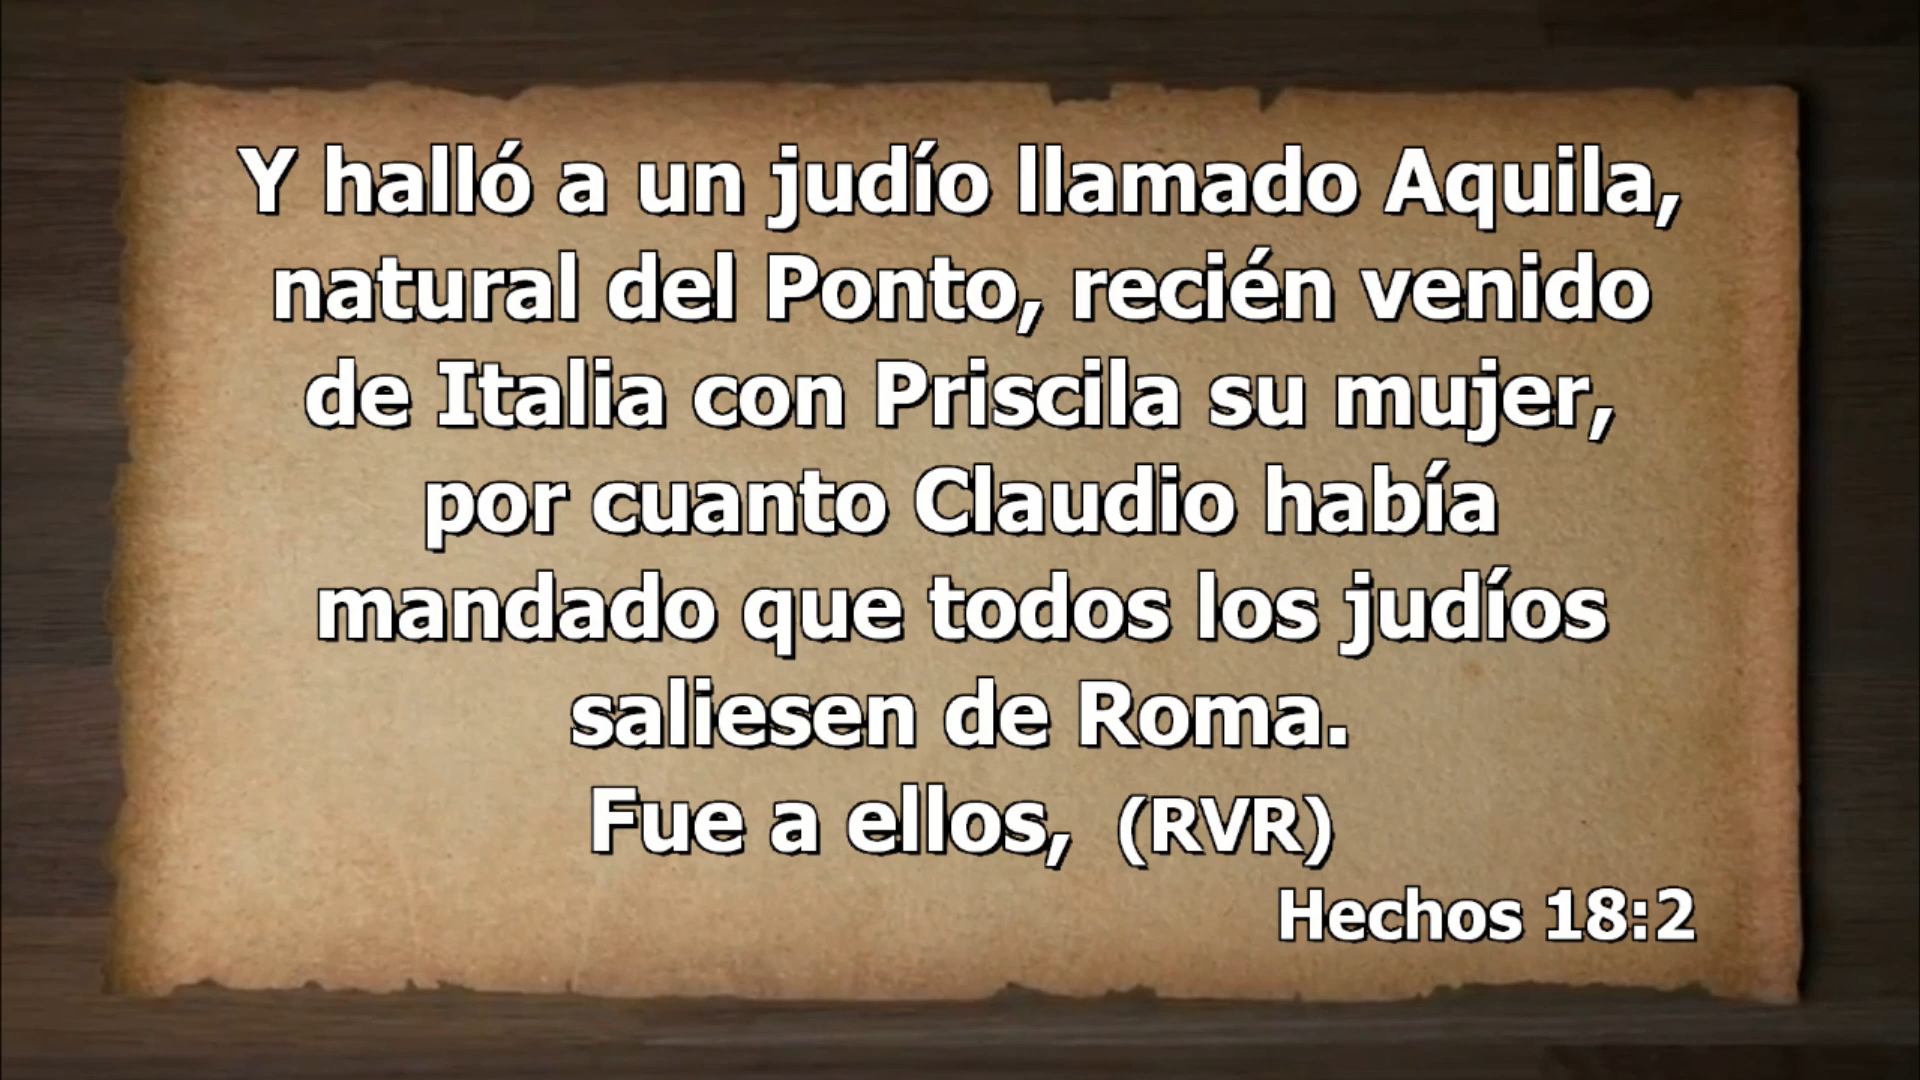 Y halló a un judío llamado Aquila,
natural del Ponto, recién venido
de Italia con Priscila su mujer,
por cuanto Claudio había
mandado que todos los judíos
saliesen de Roma.
Fue a ellos, (RVR)
Hechos 18:2